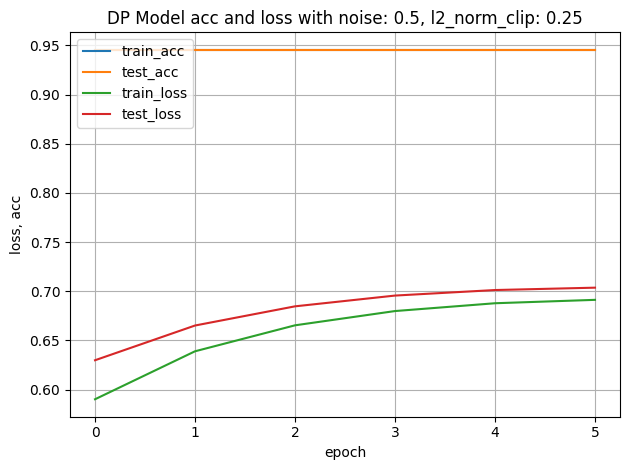 DP Model acc and loss with noise: 0.5, l2_norm_clip: 0.25
train_acc
test_acc
train_loss
test_loss
0.95
0.90
0.85
0.80
0.75
0.70
0.65
0.60
loss, acc
0 1 2 3 4 5
epoch